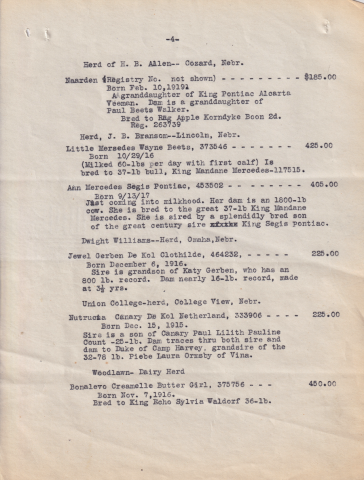 -4-
Herd of H. B. Allen-- Cozard, Nebr.
Naarden (Registry No. not shown) - - - - - - - - - $185.00
Born Feb. 10, 1919.
A granddaughter of King Pontiac Alcarta
Veeman. Dam is a granddaughter of
Paul Beets Walker.
Bred to Rag Apple Korndyke Boon 2d.
Reg. 263739
Herd, J. B. Branson--Lincoln, Nebr.
Little Mersedes Wayne Beets, 373546 - - - - - - - 425.00
Born 10/29/16
(Milked 60-lbs per day with first calf) Is
bred to 37-lb bull, King Mandane Mercedes-117515.
Ann Mercedes Segis Pontiac, 453502 - - - - - - - - 405.00
Born 9/13/17
Just coming into milkhood. Her dam is an 1800-lb
cow. She is bred to the great 37-lb King Mandane
Mercedes. She is sired by a splendidly bred son
of the great century sire King Segis Pontiac.
Dwight Williams--Herd, Omaha, Nebr.
Jewel Gerben De Kol Clothilde, 464232, - - - - - 225.00
Born December 6, 1916.
Sire is grandson of Katy Gerben, who has an
800 lb. record. Dam nearly 16-lb. record, made
at 3½ yrs.
Union College-herd, College View, Nebr.
Nutrucia Canary De Kol Netherland, 333906 - - - - 225.00
Born Dec. 15, 1915.
Sire is a son of Canary Paul Lilith Pauline
Count -25-lb. Dam traces thru both sire and
dam to Duke of Camp Harvey, grandsire of the
32-78 lb. Piebe Laura Ormsby of Vina.
Woodlawn- Dairy Herd
Bonalevo Creamelle Butter Girl, 375756 - - - 450.00
Born Nov. 7, 1916.
Bred to King Echo Sylvia Waldorf 36-lb.